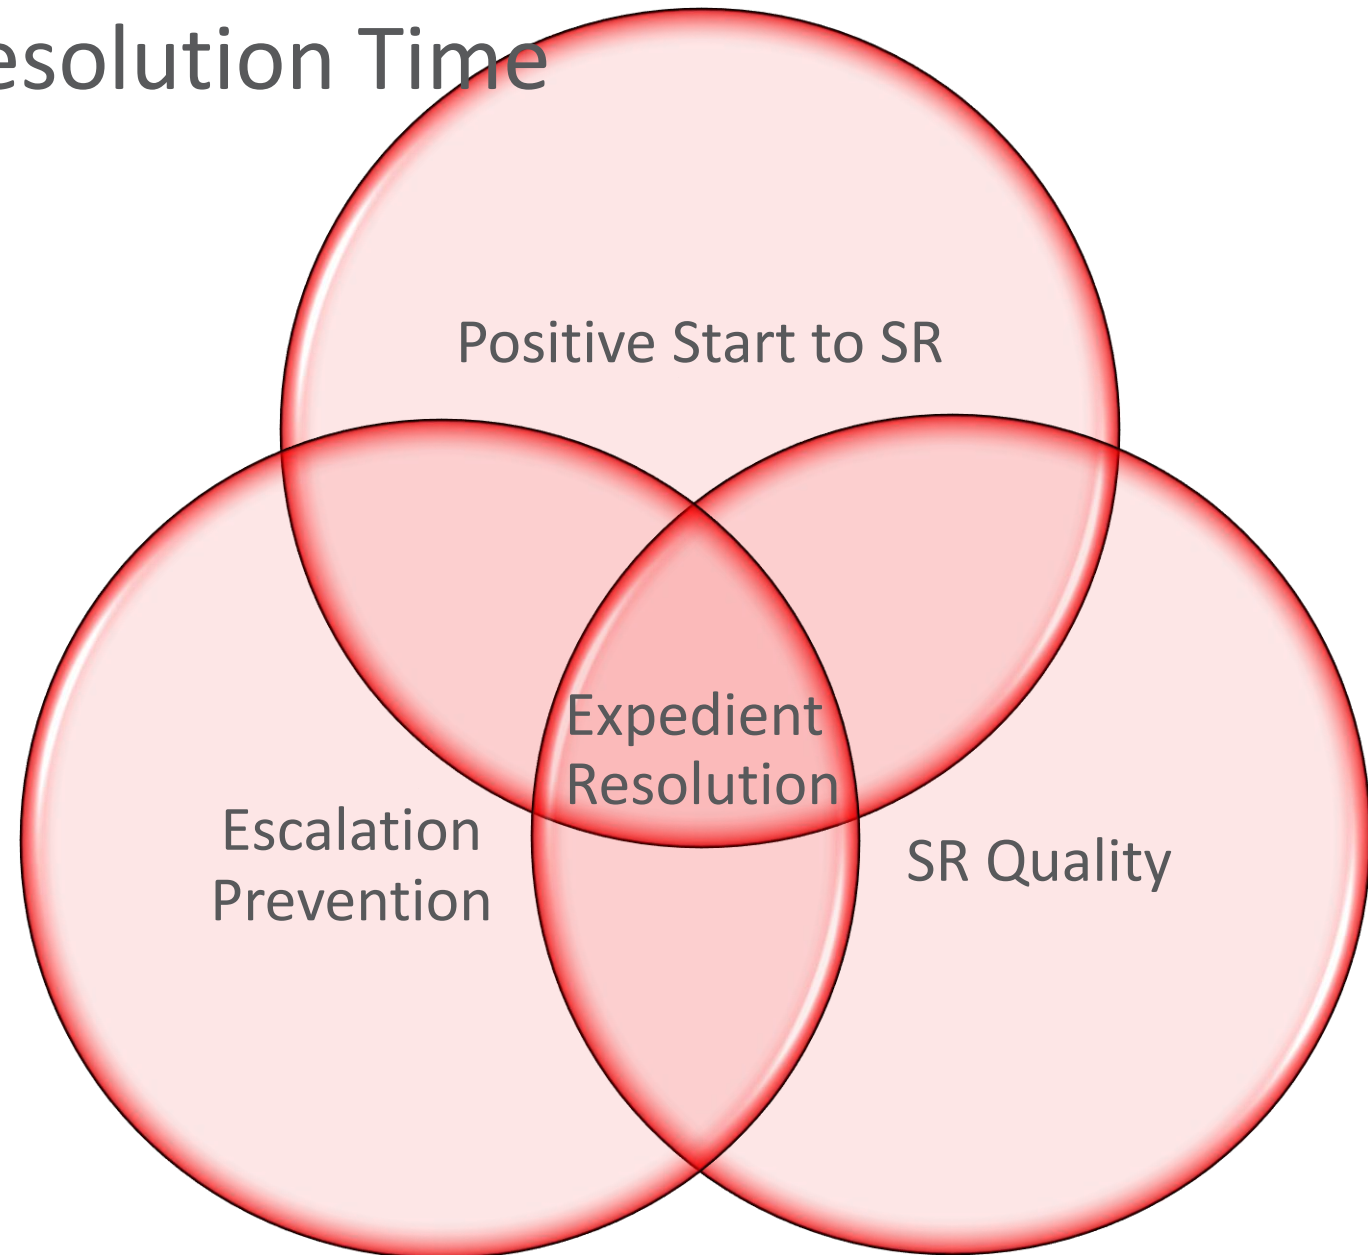 esolution Time
Positive Start to SR
Expedient
Resolution
Escalation
Prevention
SR Quality